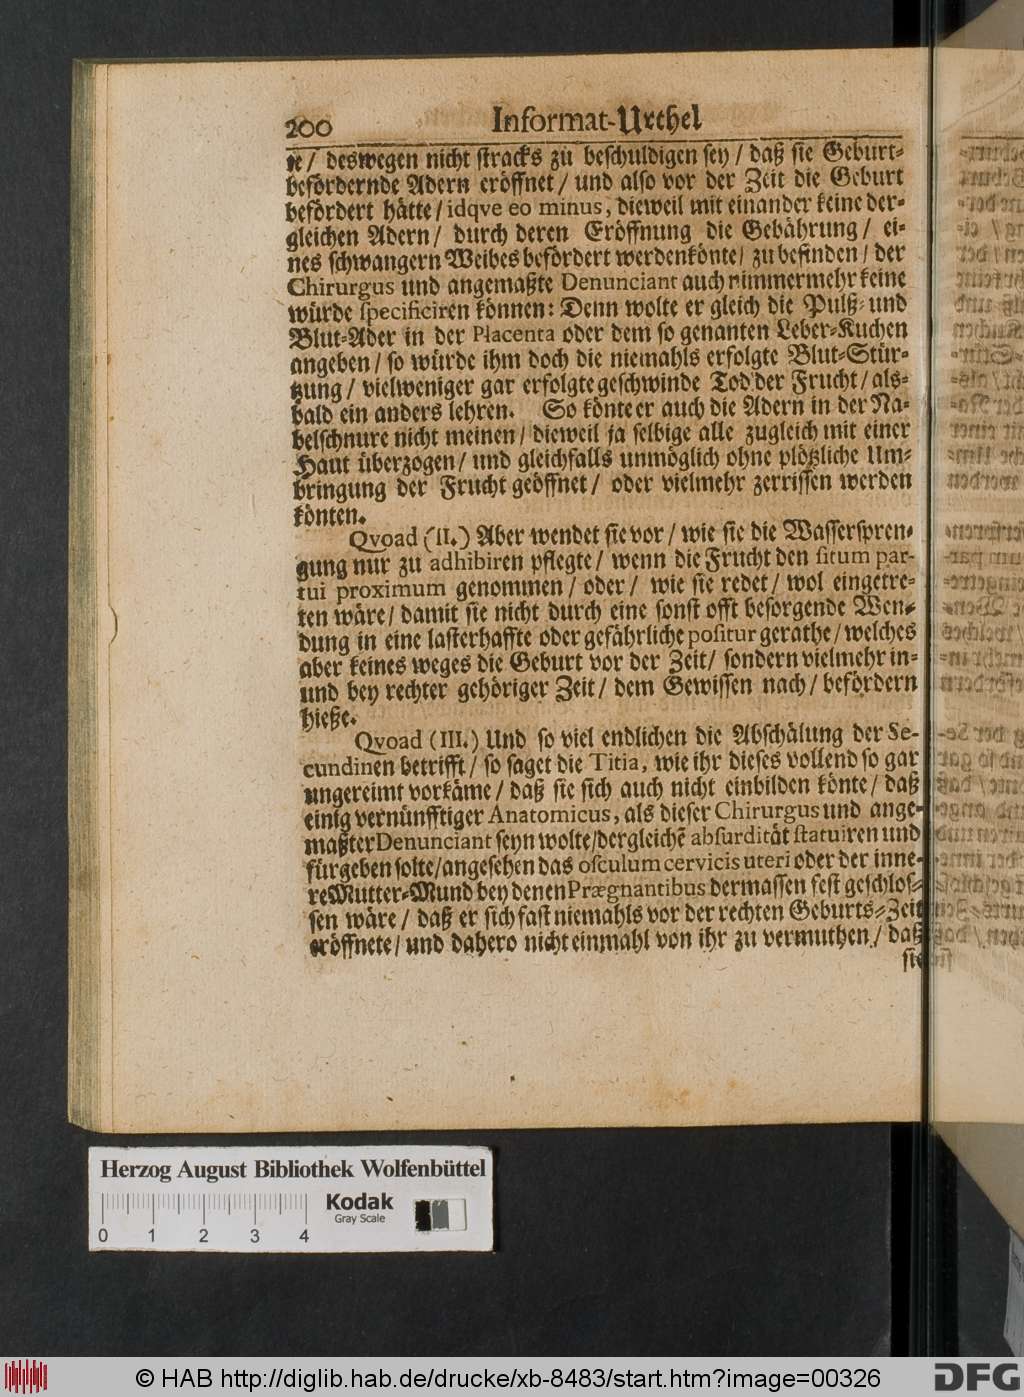 200 Informat-Urthel
te/ deswegen nicht stracks zu beschuldigen sey/ daß sie Geburt-
befördernde Adern eröffnet/ und also vor der Zeit die Geburt
befördert hätte/ idqve eo minus, dieweil mit einander keine der-
gleichen Adern/ durch deren Eröffnung die Gebährung/ ei-
nes schwangern Weibes befördert werden könte/ zu befinden/ der
Chirurgus und angemaßte Denunciant auch nimmermehr keine
würde specificiren können: Denn wolte er gleich die Pulß- und
Blut-Ader in der Placenta oder dem so genanten Leber-Kuchen
angeben/ so würde ihm doch die niemahls erfolgte Blut-Stür-
tzung/ vielweniger gar erfolgte geschwinde Tod der Frucht/ als-
bald ein anders lehren. So könte er auch die Adern in der Na-
belschnure nicht meinen/ dieweil ja selbige alle zugleich mit einer
Haut überzogen/ und gleichfalls unmöglich ohne plötzliche Um-
bringung der Frucht geöffnet/ oder vielmehr zerrissen werden
könten.
Qvoad (II.) Aber wendet sie vor/ wie sie die Wasserspren-
gung nur zu adhibiren pflegte/ wenn die Frucht den situm par-
tui proximum genommen/ oder/ wie sie redet/ wol eingetre-
ten wäre/ damit sie nicht durch eine sonst offt besorgende Wen-
dung in eine lasterhaffte oder gefährliche positur gerathe/ welches
aber keines weges die Geburt vor der Zeit/ sondern vielmehr in-
und bey rechter gehöriger Zeit/ dem Gewissen nach/ befördern
hieße.
Qvoad (III.) Und so viel endlichen die Abschälung der Se-
cundinen betrifft/ so saget die Titia, wie ihr dieses vollend so gar
ungereimt vorkäme/ daß sie sich auch nicht einbilden könte/ daß
einig vernünfftiger Anatomicus, als dieser Chirurgus und ange-
maßter Denunciant seyn wolte/ dergleichē absurdität statuiren und
fürgeben solte/ angesehen das osculum cervicis uteri oder der inne-
re Mutter-Mund bey denen Prægnantibus dermassen fest geschlos-
sen wäre/ daß er sich fast niemahls vor der rechten Geburts-Zeit
eröffnete/ und dahero nicht einmahl von ihr zu vermuthen/ daß
sie
Herzog August Bibliothek Wolfenbüttel
Kodak
Gray Scale
0 1 2 3 4
© HAB http://diglib.hab.de/drucke/xb-8483/start.htm?image=00326
DFG